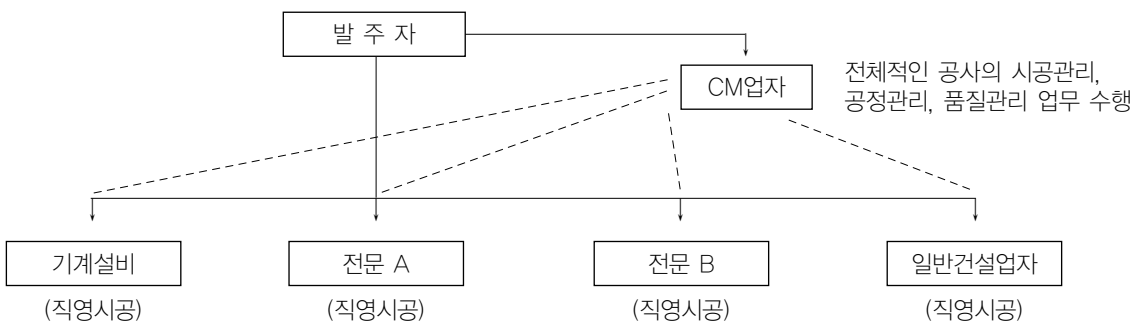 발 주 자
CM업자
전체적인 공사의 시공관리,
공정관리, 품질관리 업무 수행
기계설비
전문 A
전문 B
일반건설업자
(직영시공)
(직영시공)
(직영시공)
(직영시공)